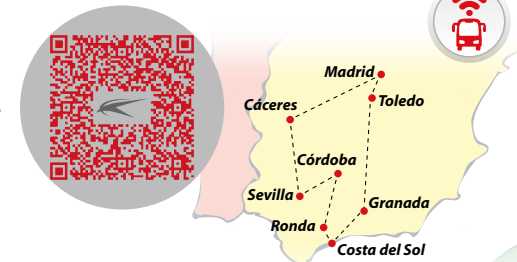 Madrid
Toledo
Cáceres
Córdoba
Sevilla
Granada
Ronda
Costa del Sol